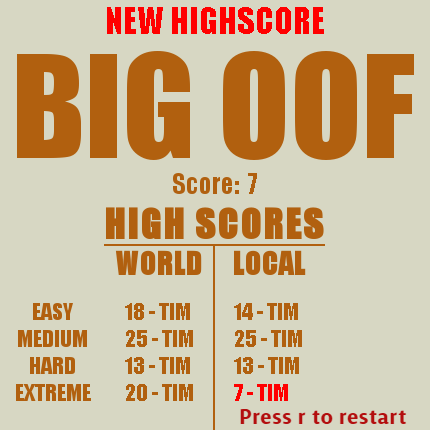 NEW HIGHSCORE
BIG OOF
Score: 7
HIGH SCORES
WORLD LOCAL
EASY 18 - TIM 14 - TIM
MEDIUM 25 - TIM 25 - TIM
HARD 13 - TIM 13 - TIM
EXTREME 20 - TIM 7 - TIM
Press r to restart